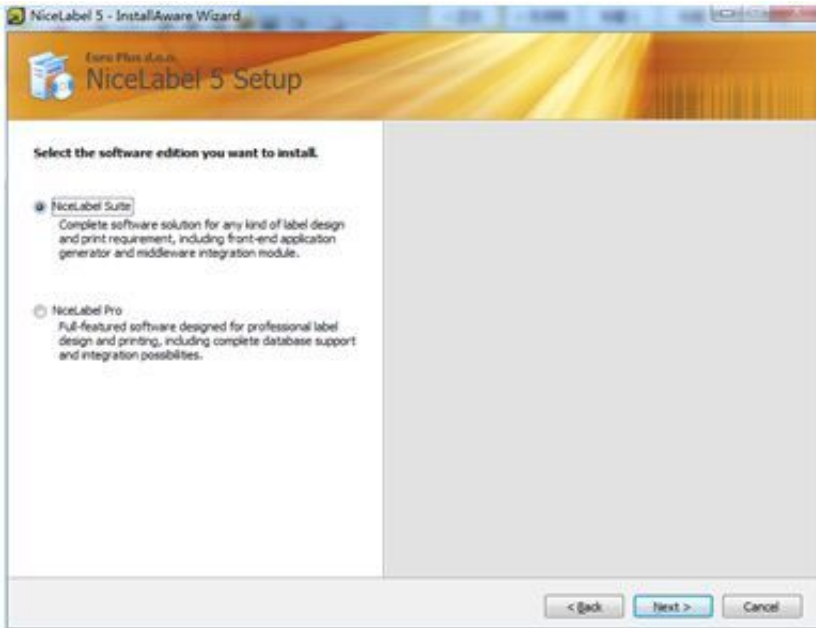 NiceLabel 5 - InstallAware Wizard
Euro Plus d.o.o.
NiceLabel 5 Setup
Select the software edition you want to install.
NiceLabel Suite
Complete software solution for any kind of label design
and print requirement, including front-end application
generator and middleware integration module.
NiceLabel Pro
Full-featured software designed for professional label
design and printing, including complete database support
and integration possibilities.
< Back
Next >
Cancel